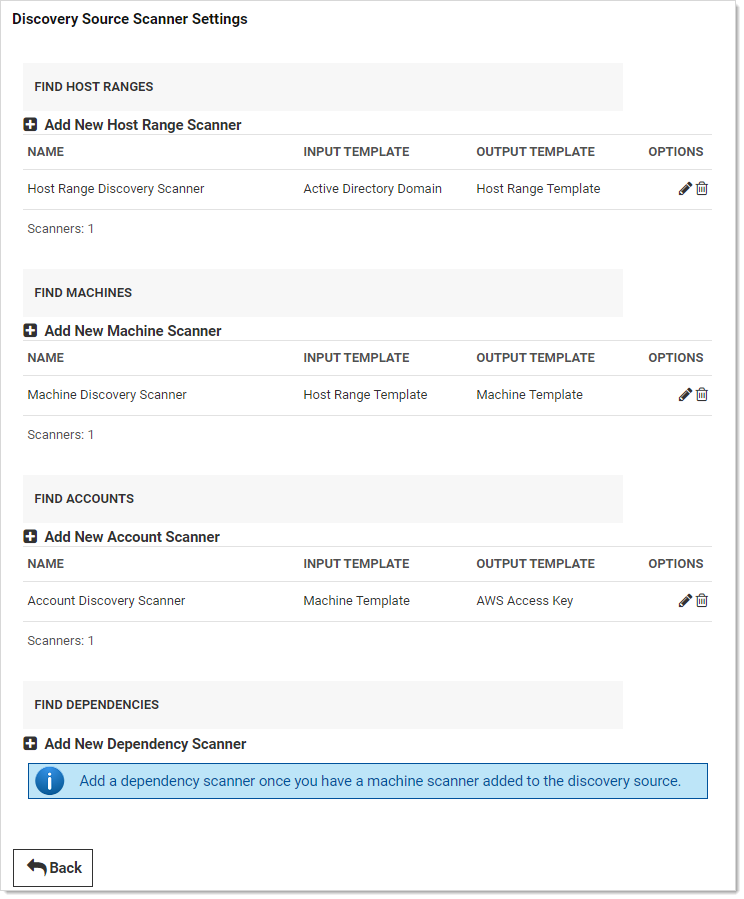 Discovery Source Scanner Settings
FIND HOST RANGES
Add New Host Range Scanner
NAME INPUT TEMPLATE OUTPUT TEMPLATE OPTIONS
Host Range Discovery Scanner Active Directory Domain Host Range Template
Scanners: 1
FIND MACHINES
Add New Machine Scanner
NAME INPUT TEMPLATE OUTPUT TEMPLATE OPTIONS
Machine Discovery Scanner Host Range Template Machine Template
Scanners: 1
FIND ACCOUNTS
Add New Account Scanner
NAME INPUT TEMPLATE OUTPUT TEMPLATE OPTIONS
Account Discovery Scanner Machine Template AWS Access Key
Scanners: 1
FIND DEPENDENCIES
Add New Dependency Scanner
Add a dependency scanner once you have a machine scanner added to the discovery source.
Back